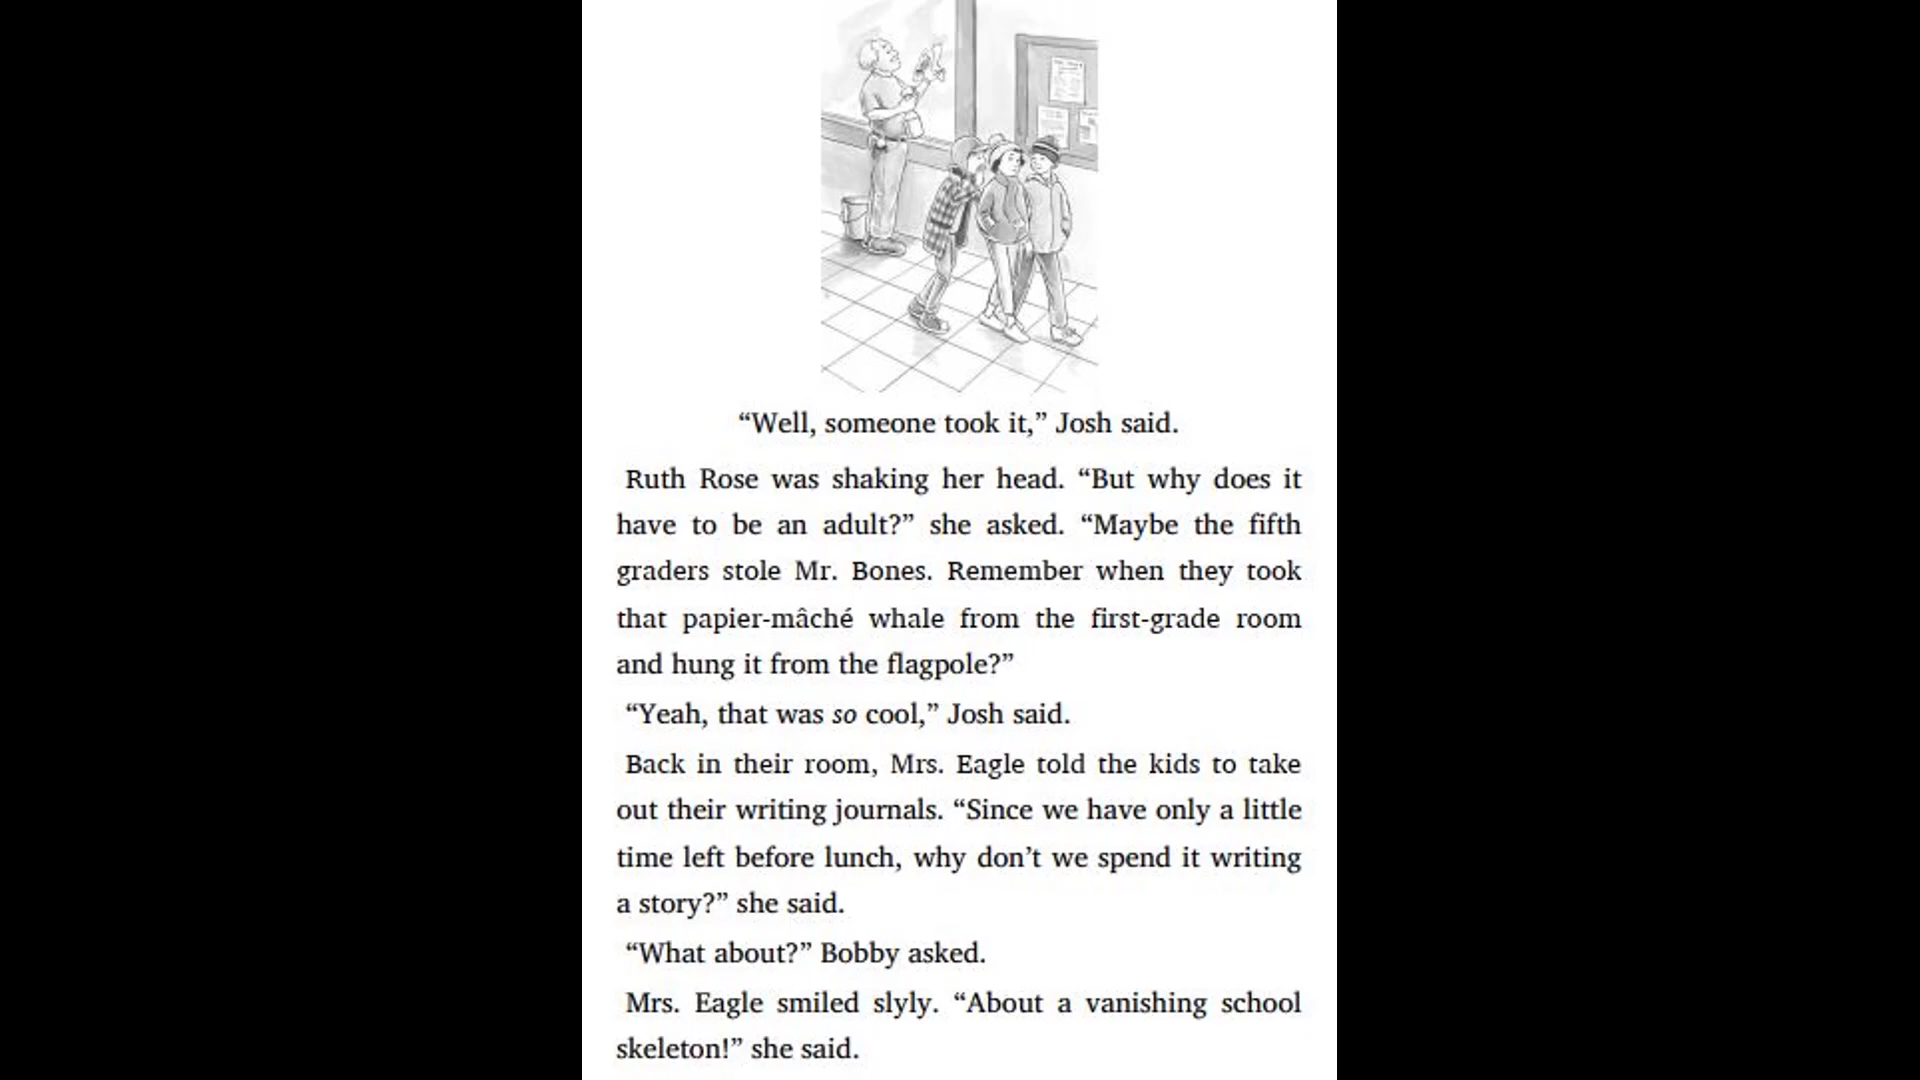 “Well, someone took it,” Josh said.
Ruth Rose was shaking her head. “But why does it
have to be an adult?” she asked. “Maybe the fifth
graders stole Mr. Bones. Remember when they took
that papier-mâché whale from the first-grade room
and hung it from the flagpole?”
“Yeah, that was so cool,” Josh said.
Back in their room, Mrs. Eagle told the kids to take
out their writing journals. “Since we have only a little
time left before lunch, why don’t we spend it writing
a story?” she said.
“What about?” Bobby asked.
Mrs. Eagle smiled slyly. “About a vanishing school
skeleton!” she said.